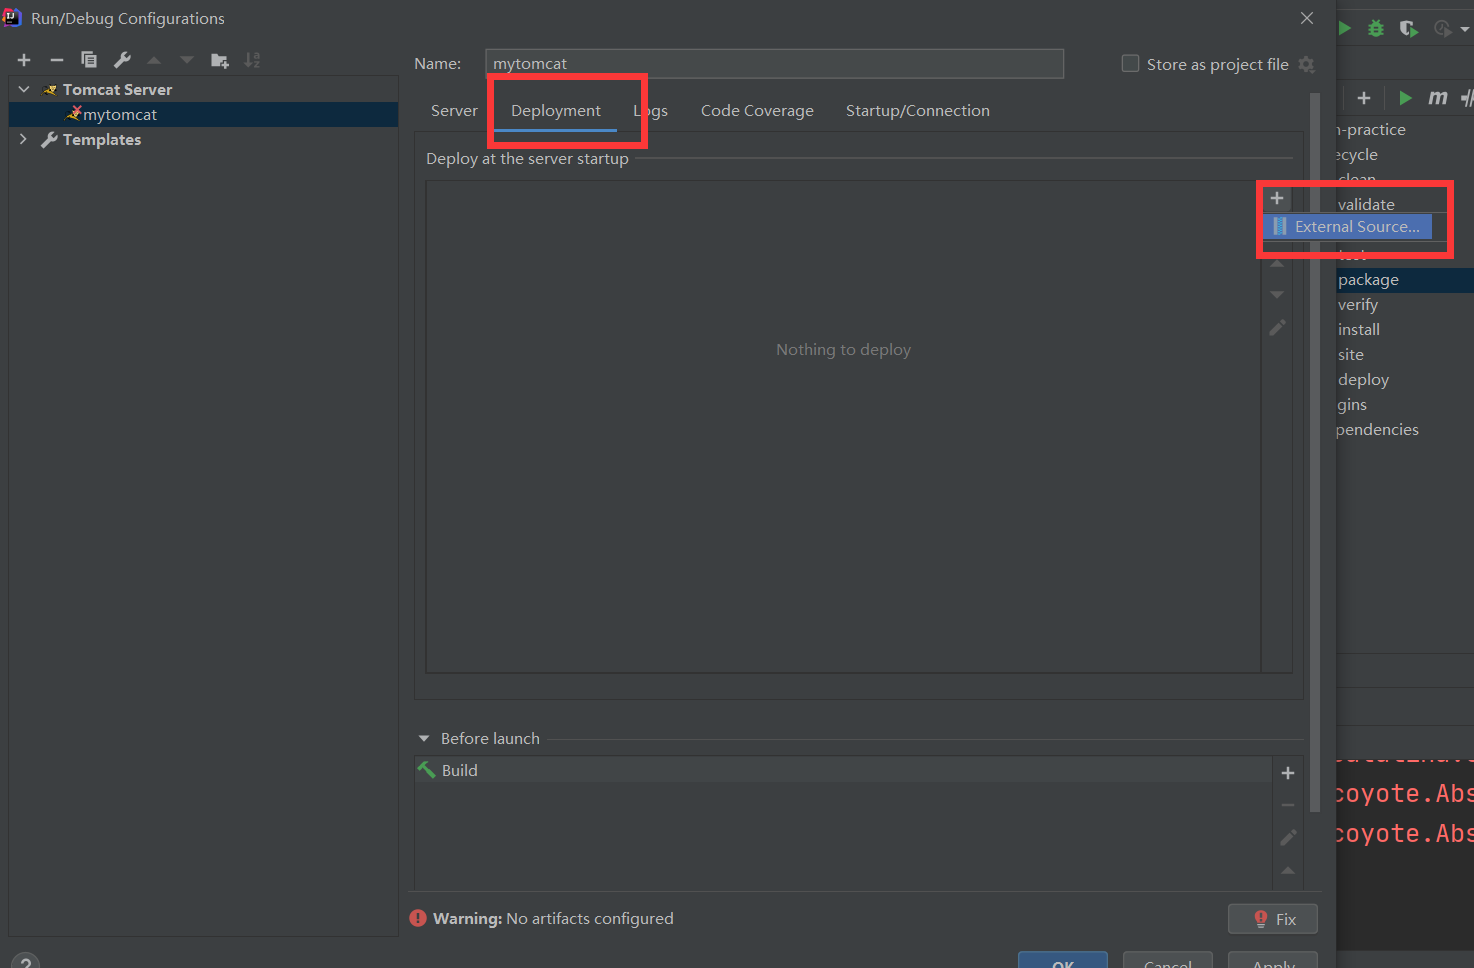 Run/Debug Configurations
Tomcat Server
mytomcat
Templates
Name:
mytomcat
Store as project file
Server
Deployment
Logs
Code Coverage
Startup/Connection
Deploy at the server startup
External Source...
Nothing to deploy
Before launch
Build
Warning: No artifacts configured
Fix
OK
Cancel
Apply
m
-practice
ecycle
clean
validate
package
verify
install
site
deploy
gins
pendencies
coyote.Abs
coyote.Abs